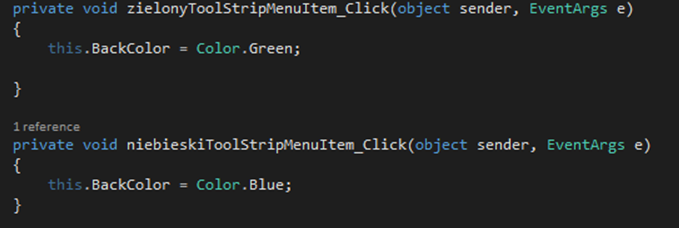 private void zielonyToolStripMenuItem_Click(object sender, EventArgs e)
{
this.BackColor = Color.Green;
}
1 reference
private void niebieskiToolStripMenuItem_Click(object sender, EventArgs e)
{
this.BackColor = Color.Blue;
}